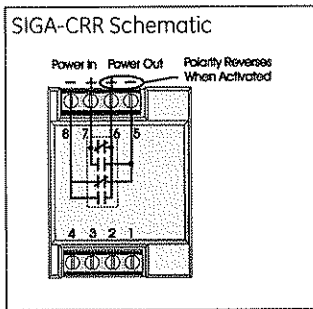 SIGA-CRR Schematic
Power In Power Out Polarity Reverses
When Activated
− + + −
8 7 6 5
4 3 2 1